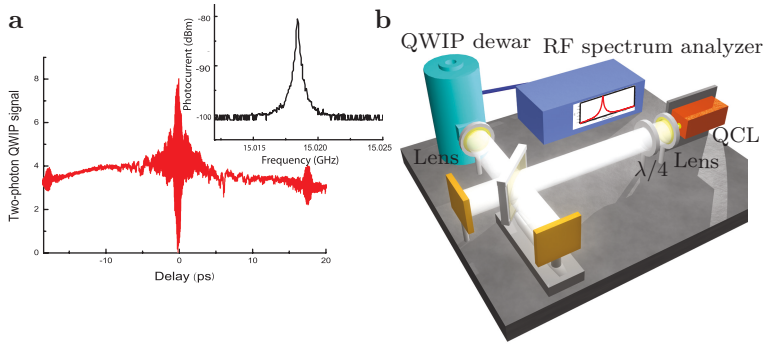 a
Two-photon QWIP signal
8
6
4
2
0
-10
0
10
20
Delay (ps)
Photocurrent (dBm)
-80
-90
-100
15.015
15.020
15.025
Frequency (GHz)
b
QWIP dewar
RF spectrum analyzer
Lens
QCL
Lens
λ/4